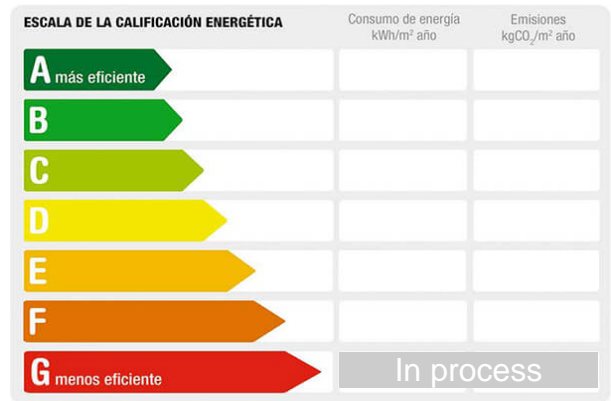 ESCALA DE LA CALIFICACIÓN ENERGÉTICA
Consumo de energía
kWh/m² año
Emisiones
kgCO₂/m² año
A más eficiente
B
C
D
E
F
G menos eficiente
In process